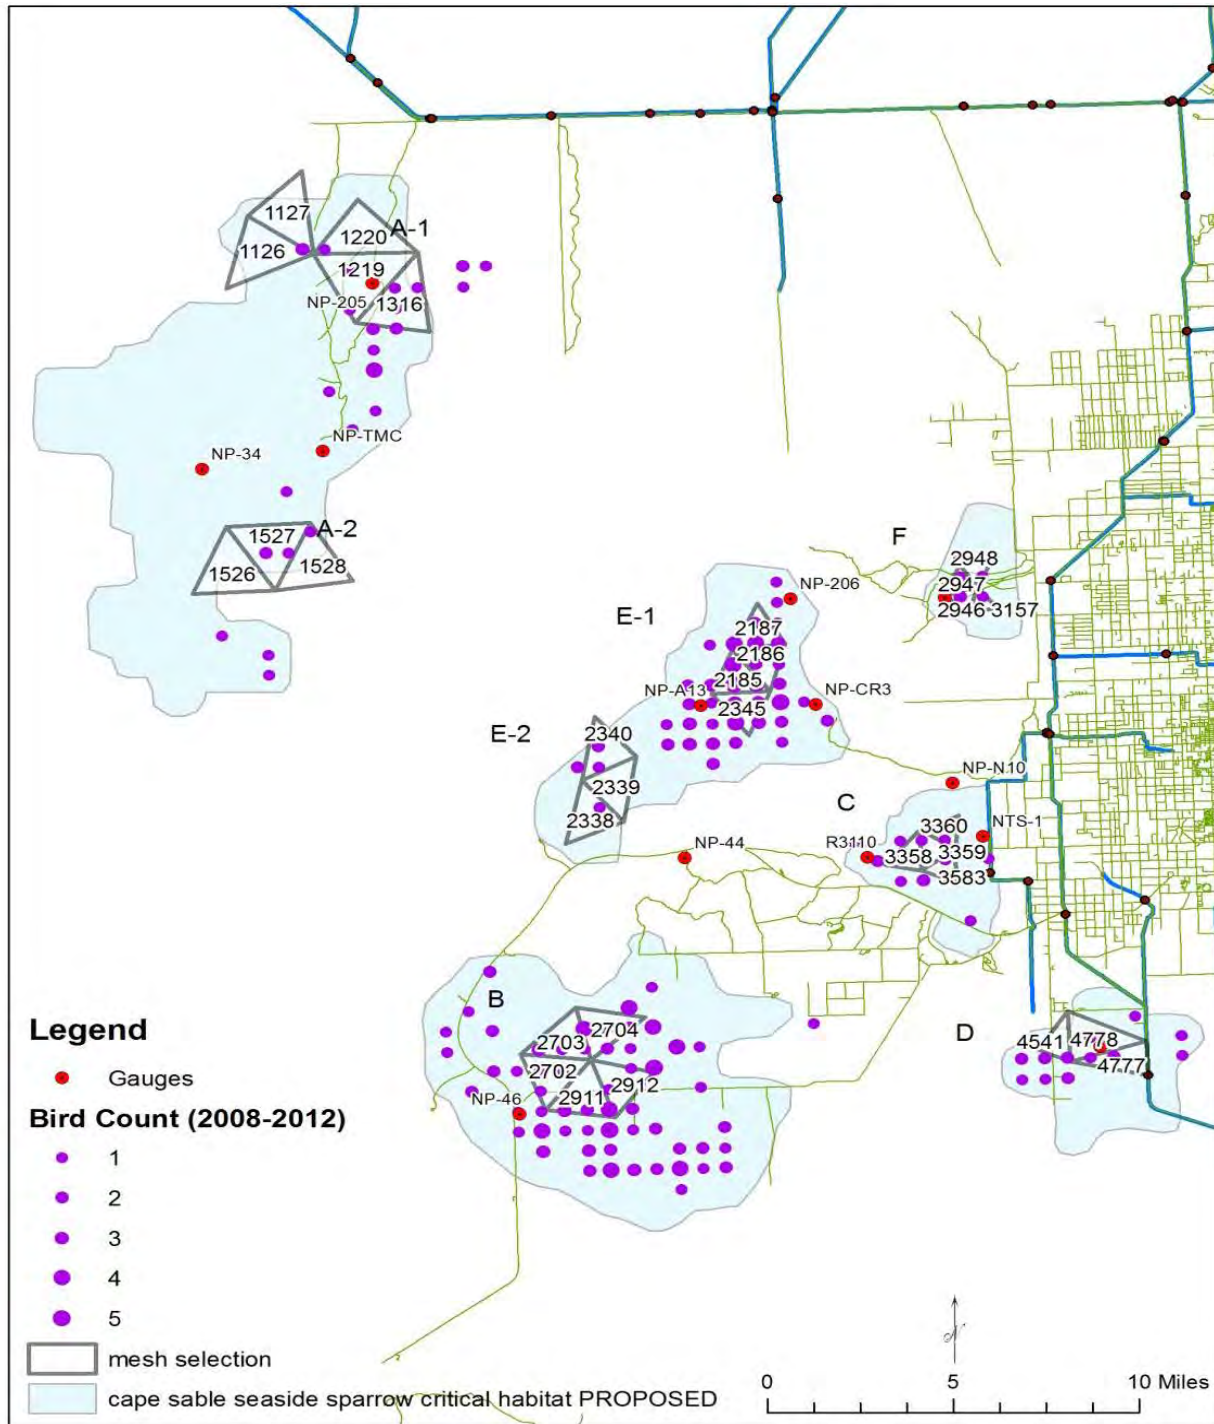 1127
A-1
1220
1126
1219
NP-205
1316
NP-TMC
NP-34
A-2
1527
1526
1528
F
2948
2947
2946
3157
NP-206
E-1
2187
2186
2185
NP-A13
NP-CR3
2345
E-2
2340
2339
2338
NP-N10
C
NTS-1
3360
R3110
3358
3359
3583
NP-44
B
2704
2703
2702
2912
2911
NP-46
D
4541
4778
4777
Legend
Gauges
Bird Count (2008-2012)
1
2
3
4
5
mesh selection
cape sable seaside sparrow critical habitat PROPOSED
N
0 5 10 Miles